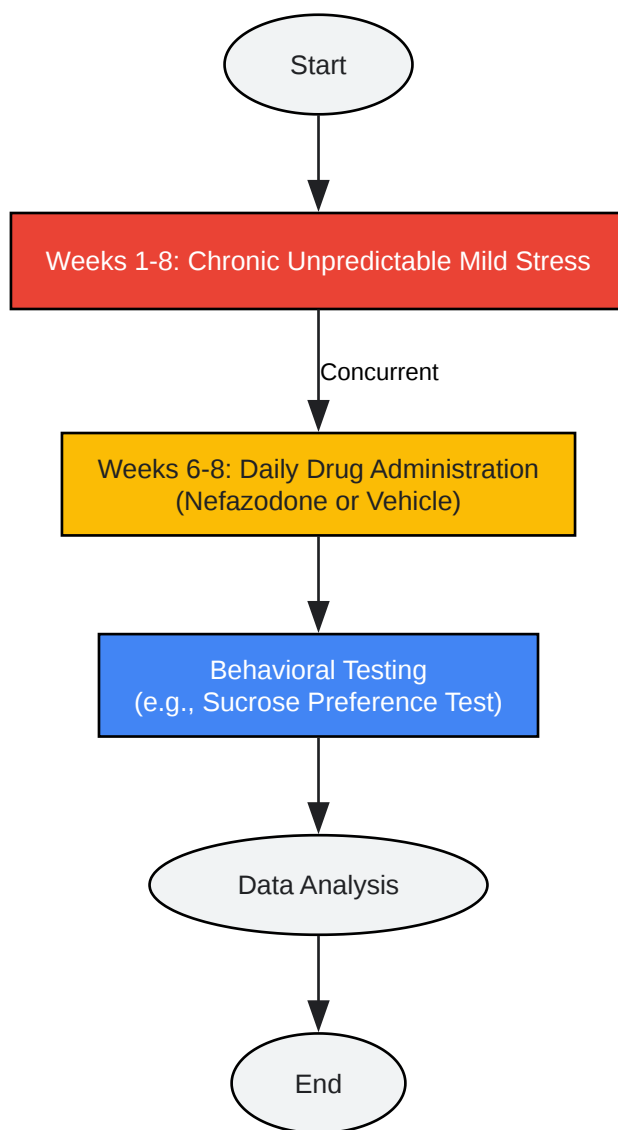 Start
Weeks 1-8: Chronic Unpredictable Mild Stress
Concurrent
Weeks 6-8: Daily Drug Administration
(Nefazodone or Vehicle)
Behavioral Testing
(e.g., Sucrose Preference Test)
Data Analysis
End